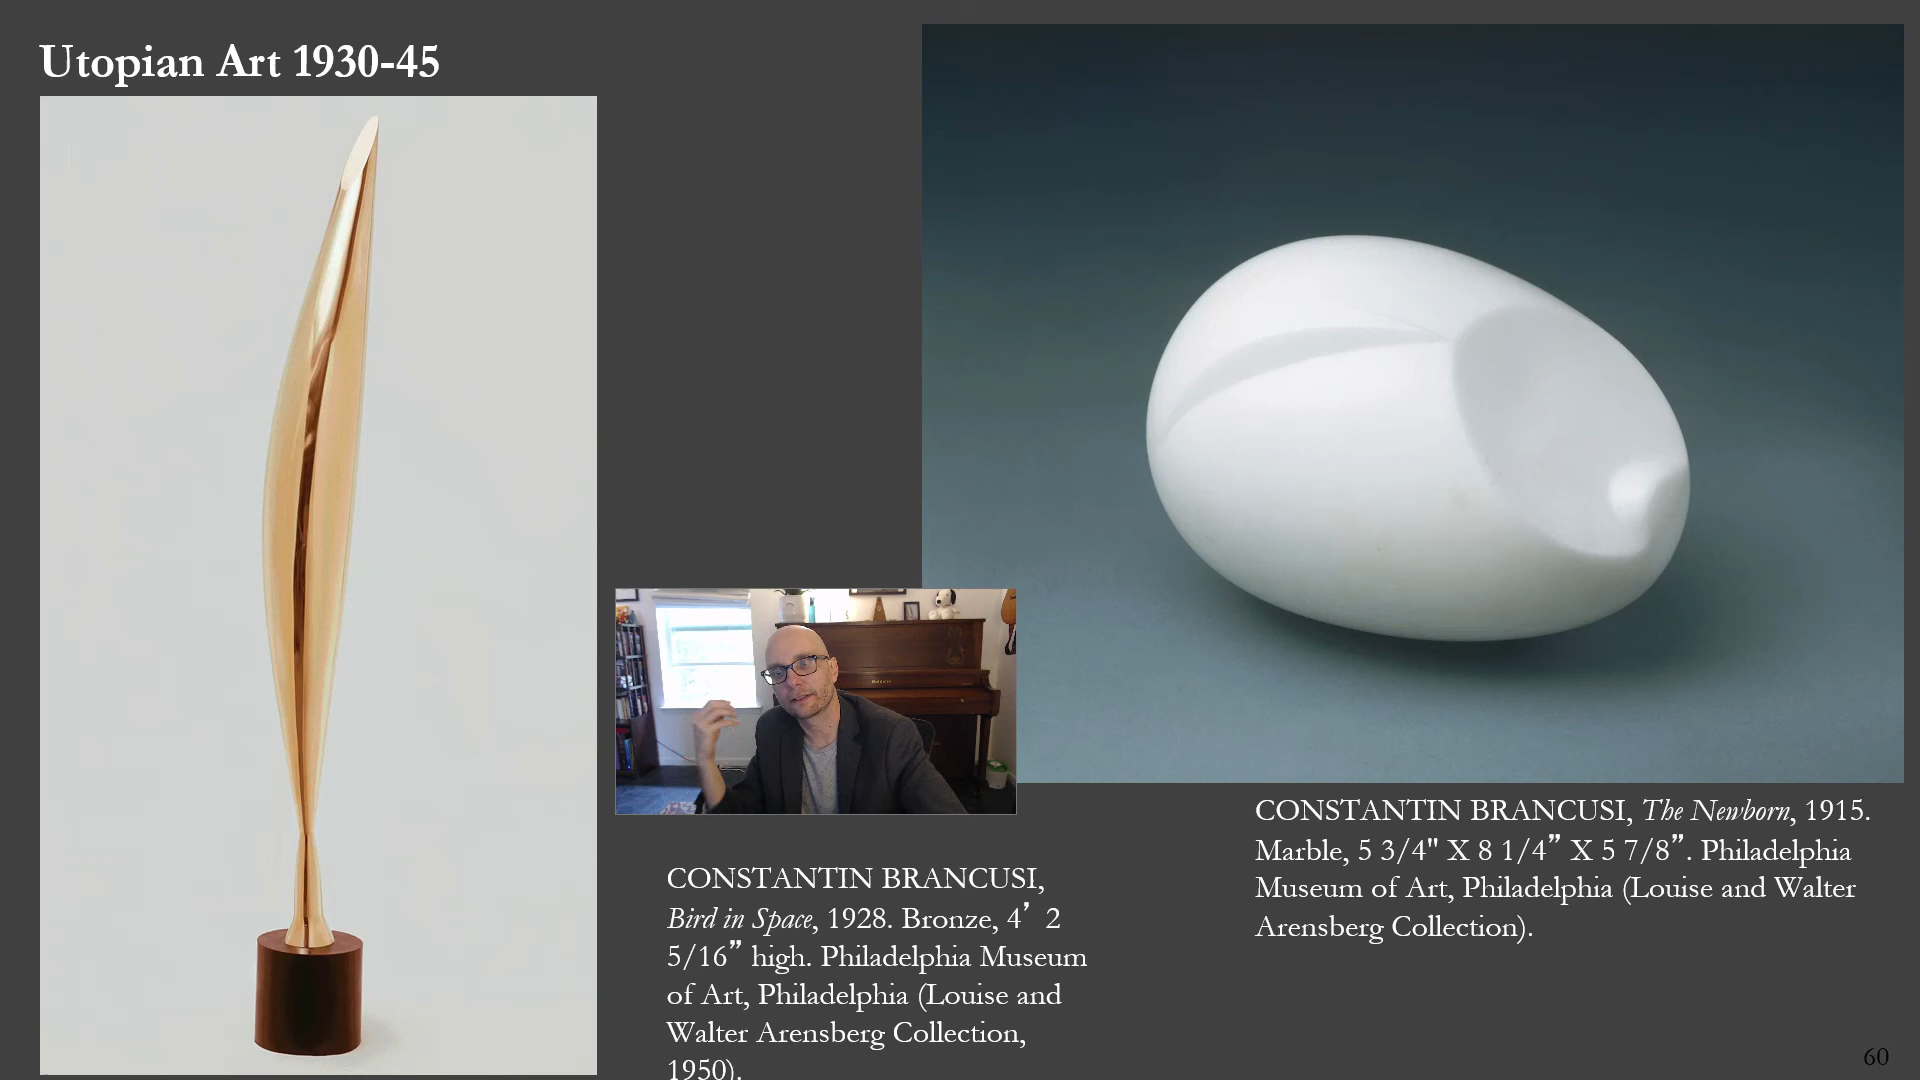 Utopian Art 1930-45
CONSTANTIN BRANCUSI,
Bird in Space, 1928. Bronze, 4’ 2
5/16” high. Philadelphia Museum
of Art, Philadelphia (Louise and
Walter Arensberg Collection,
1950).
CONSTANTIN BRANCUSI, The Newborn, 1915.
Marble, 5 3/4" X 8 1/4” X 5 7/8”. Philadelphia
Museum of Art, Philadelphia (Louise and Walter
Arensberg Collection).
60